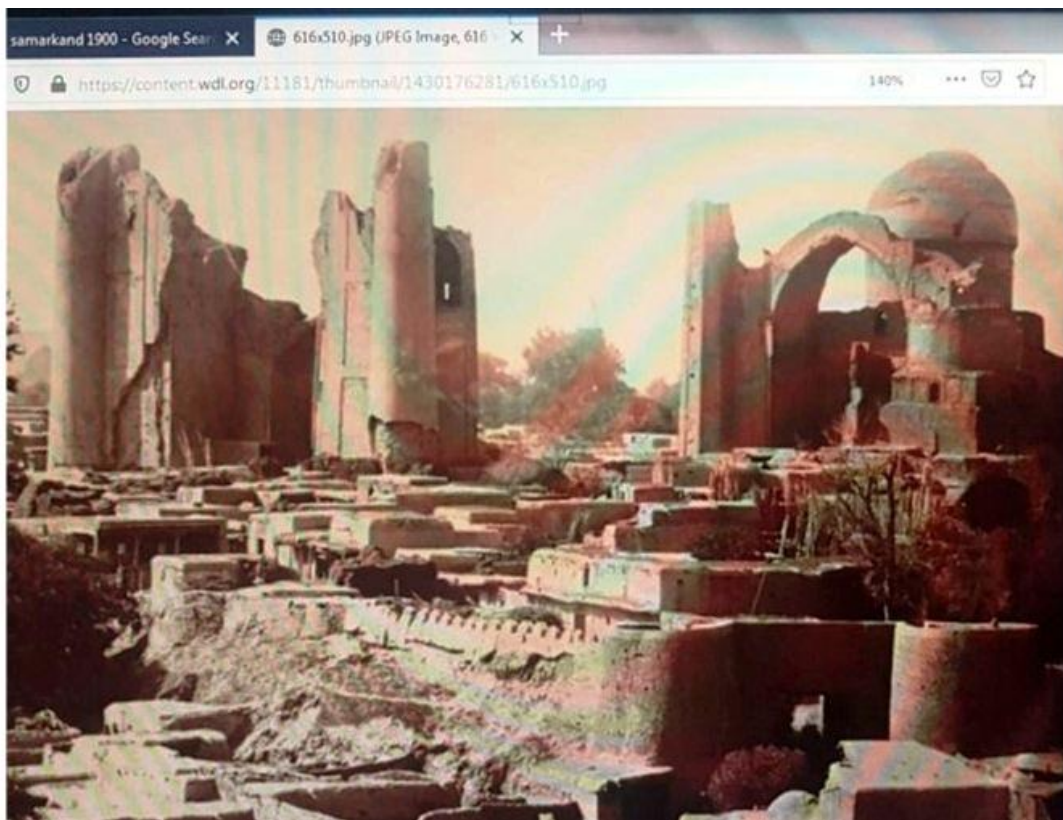 samarkand 1900 - Google Sear
616x510.jpg (JPEG Image, 616
https://content.wdl.org/11181/thumbnail/1430176281/616x510.jpg
140%